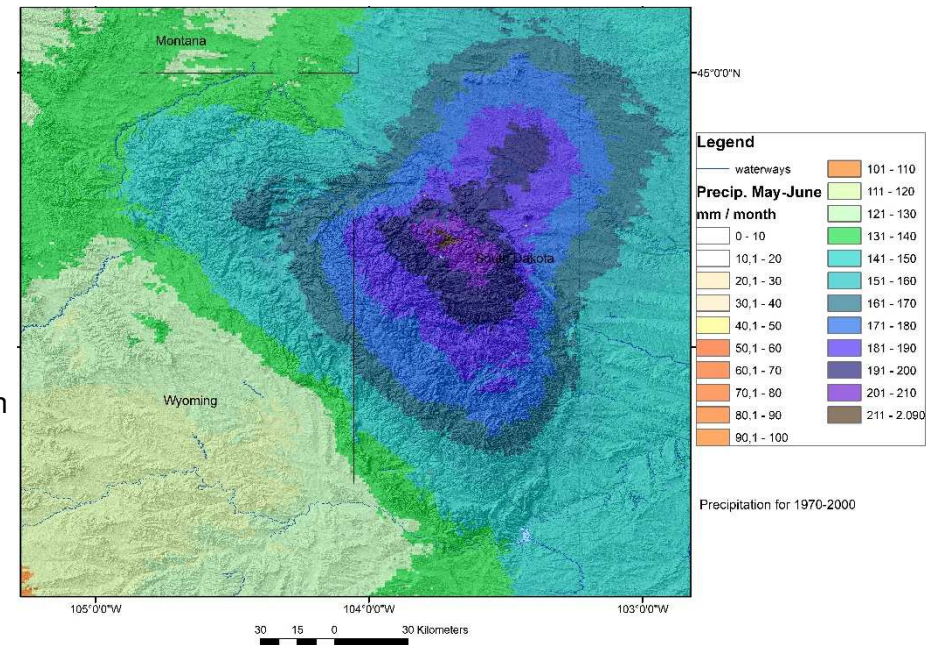 Montana
45°0'0"N
South Dakota
Wyoming
n
105°0'0"W
104°0'0"W
103°0'0"W
30 15 0 30 Kilometers
Legend
waterways
Precip. May-June
mm / month
0 - 10
10,1 - 20
20,1 - 30
30,1 - 40
40,1 - 50
50,1 - 60
60,1 - 70
70,1 - 80
80,1 - 90
90,1 - 100
101 - 110
111 - 120
121 - 130
131 - 140
141 - 150
151 - 160
161 - 170
171 - 180
181 - 190
191 - 200
201 - 210
211 - 2.090
Precipitation for 1970-2000